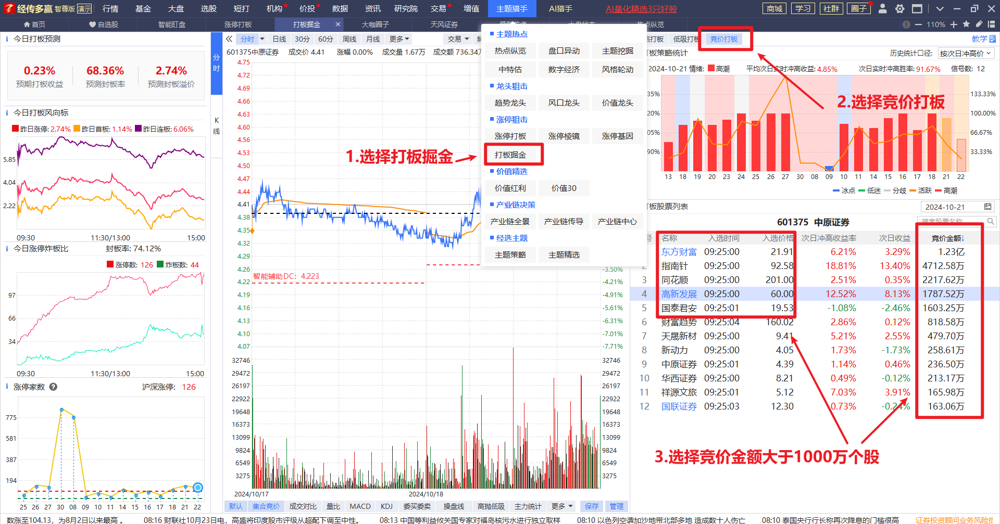 经传多赢 智尊版 演示 行情 基金 大盘 选股 短打 机构 价投 数据 资讯 研究院 交易 增值 主题猎手 AI猎手 AI量化精选3只好股 商城 学习 社群 圈子
首页 自选股 智能盯盘 涨停打板 打板掘金 × 大咖圈子 天风证券 110%
今日打板预测
0.23% 68.36% 2.74%
预期打板收益 预测封板率 预测封板溢价
今日打板风向标
昨日涨停: 2.74% 昨日首板: 1.14% 昨日连板: 6.06%
5.85
4.04
2.22
09:30 11:30/13:00 15:00
今日涨停炸板比 封板率: 74.12%
涨停数: 126 炸板数: 44
97
66
34
09:30 11:30/13:00 15:00
涨停家数 ? 沪深涨停: 126
775
581
387
194
25 26 27 30 08 09 10 11 14 15 16 17 18 21 22
分时
K线
分时 日线 30分 60分 周线 月线 更多 交易
601375中原证券 成交价 4.41 涨幅 0.00% 成交量 1.67万 成交额 736.34
4.75
4.72
4.69
4.66
4.63
4.60
4.56
4.53
4.50
4.47
4.44
4.41
4.38
4.35
4.32
4.29
4.26 -3.50%
智能辅助DC: 4.223
4.22 -4.21%
4.19 -4.91%
4.16 -5.61%
4.13 -6.31%
4.10 -7.01%
4.07 -7.71%
32746 32746
29472 29472
26197 26197
22922 22922
19648 19648
16373 16373
13099 13099
9824 9824
6549 6549
3275 3275
2024/10/17 2024/10/18
默认 集合竞价 成交对比 量比 MACD KDJ 委买委卖 操盘线 高抛低吸 主力统计 更多 保存 管理
主题热点
热点纵览 盘口异动 主题挖掘
中特估 数字经济 风格轮动
龙头狙击
趋势龙头 风口龙头 价值龙头
涨停狙击
涨停打板 涨停棱镜 涨停基因
打板掘金
价值精选
价值红利 价值30
产业链决策
产业链全景 产业链传导 产业链中心
经选主题
主题策略 主题精选
1.选择打板掘金
打板 低吸打板 竞价打板 教学
打板策略统计 历史统计口径: 按次日冲高价
2024-10-21 情绪: 高潮 平均次日实时冲高收益: 4.85% 次日实时冲高胜率: 91.67% 信号数: 12
35% 133.33%
20% 100.00%
05% 66.67%
90% 33.33%
13 18 19 20 23 24 25 26 27 30 08 09 10 11 14 15 16 17 18 21 22
冰点 低迷 分歧 活跃 高潮
2.选择竞价打板
打板股票列表 2024-10-21
601375 中原证券
号 名称 入选时间 入选价格 次日冲高收益率 次日收益 竞价金额↓
东方财富 09:25:00 21.91 6.21% 3.29% 1.23亿
2 指南针 09:25:00 92.58 18.81% 13.40% 4712.58万
3 同花顺 09:25:00 201.00 2.51% 0.35% 2217.62万
4 高新发展 09:25:00 60.00 12.52% 8.13% 1787.52万
5 国泰君安 09:25:01 19.53 -1.08% -2.46% 1603.25万
6 财富趋势 09:25:04 160.02 2.86% 0.12% 818.58万
7 天晟新材 09:25:00 9.41 5.21% 2.55% 479.70万
8 新动力 09:25:00 4.05 1.73% -1.73% 258.61万
9 中原证券 09:25:01 4.39 1.14% 0.46% 236.50万
10 华西证券 09:25:00 8.21 0.49% -0.12% 213.17万
11 祥源文旅 09:25:01 5.12 7.03% 3.91% 165.98万
12 国联证券 09:25:03 12.30 0.73% -0.24% 163.06万
3.选择竞价金额大于1000万个股
数涨至104.13，为8月2日以来最高 。 08:16 财联社10月23日电，高盛将印度股市评级从超配下调至中性。 08:13 中国等利益攸关国专家对福岛核污水进行独立取样 08:10 以色列空袭加沙地带北部多地 造成数十人伤亡 08:10 泰国央行行长称再次降息的门槛很高 证券投资顾问业务风险